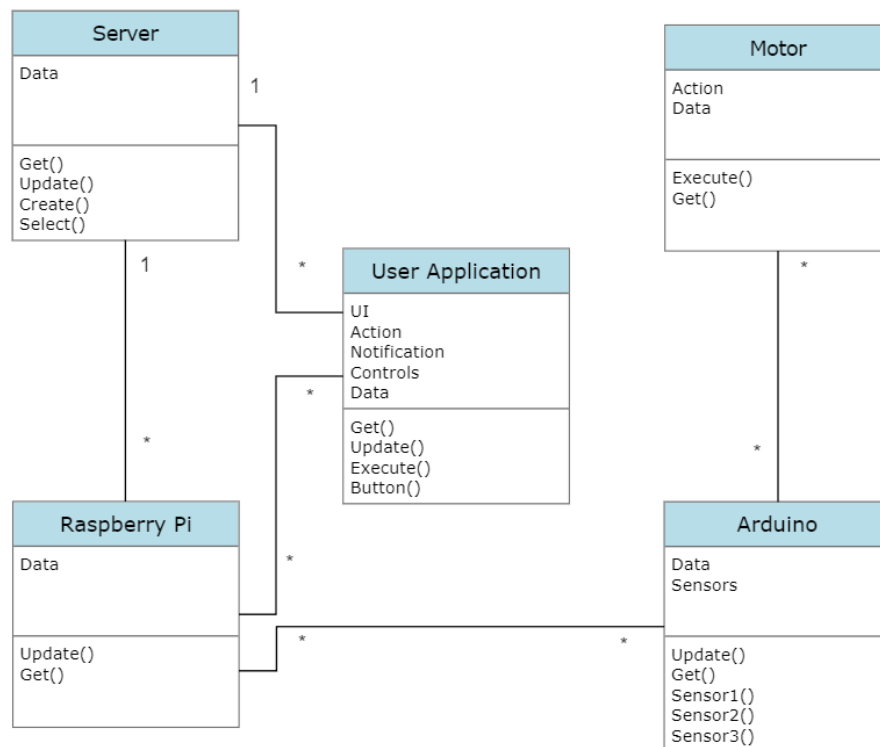 Server
Data
Get()
Update()
Create()
Select()
1
1
*
Motor
Action
Data
Execute()
Get()
*
*
User Application
UI
Action
Notification
Controls
Data
Get()
Update()
Execute()
Button()
*
*
*
Raspberry Pi
Data
Update()
Get()
*
*
Arduino
Data
Sensors
Update()
Get()
Sensor1()
Sensor2()
Sensor3()